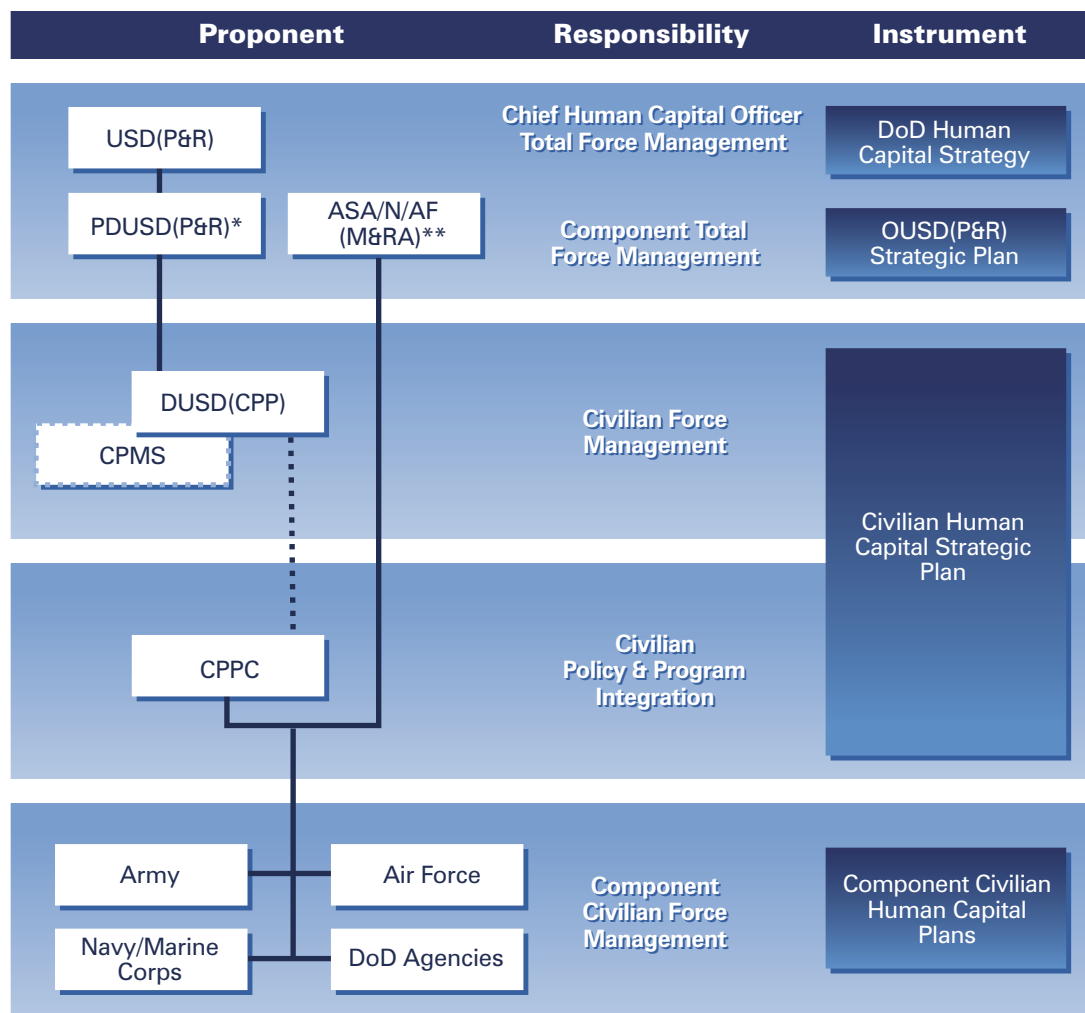 Proponent
Responsibility
Instrument
USD(P&R)
Chief Human Capital Officer
Total Force Management
DoD Human
Capital Strategy
PDUSD(P&R)*
ASA/N/AF
(M&RA)**
Component Total
Force Management
OUSD(P&R)
Strategic Plan
DUSD(CPP)
CPMS
Civilian Force
Management
Civilian Human
Capital Strategic
Plan
CPPC
Civilian
Policy & Program
Integration
Army
Air Force
Navy/Marine
Corps
DoD Agencies
Component
Civilian Force
Management
Component Civilian
Human Capital
Plans